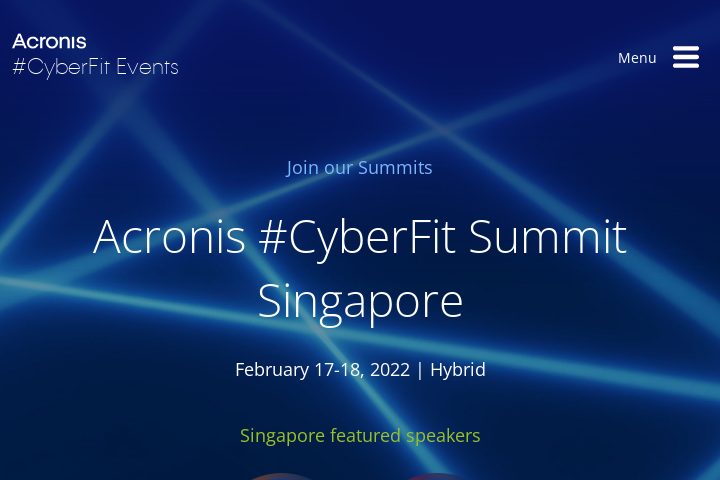 Acronis
#CyberFit Events
Menu
Join our Summits
Acronis #CyberFit Summit
Singapore
February 17-18, 2022 | Hybrid
Singapore featured speakers